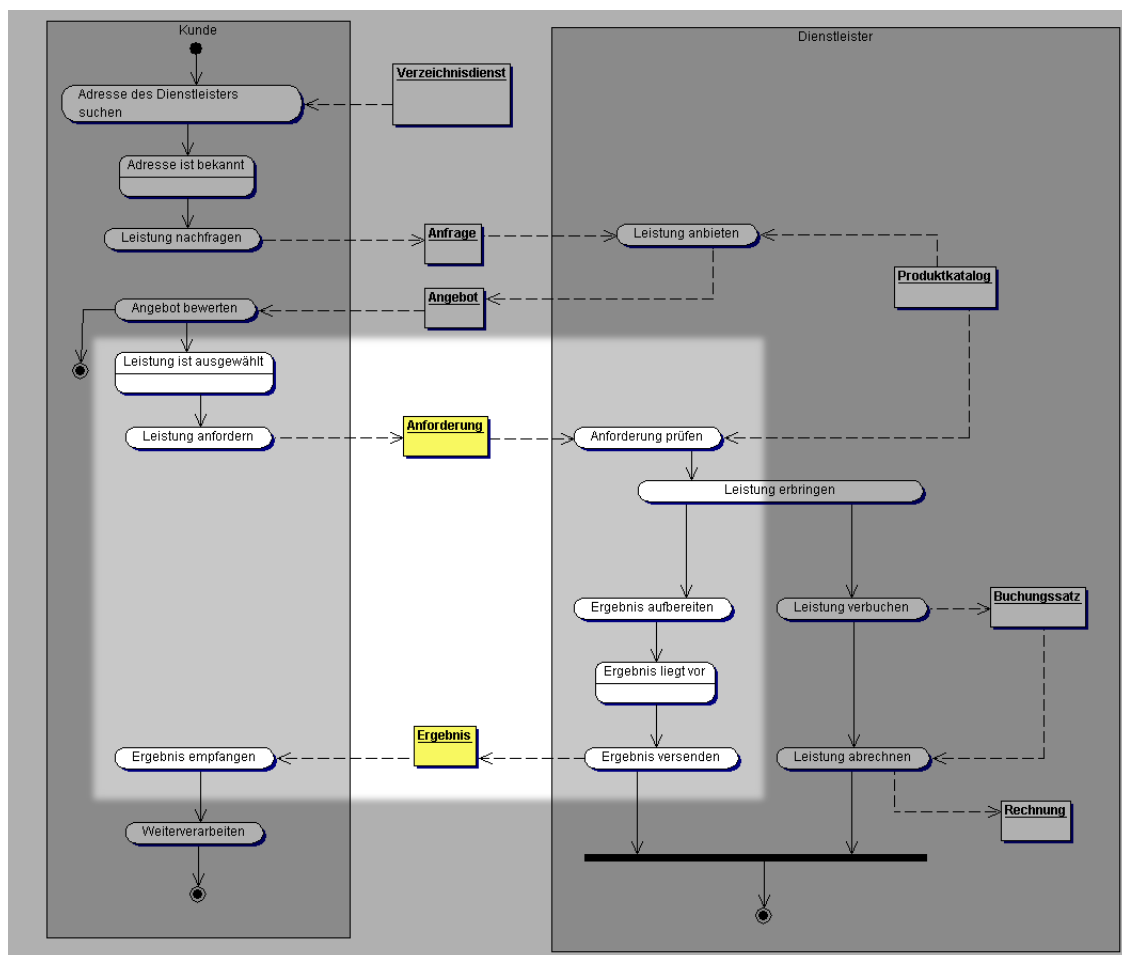 Kunde
Dienstleister
Verzeichnisdienst
Adresse des Dienstleisters
suchen
Adresse ist bekannt
Leistung nachfragen
Anfrage
Leistung anbieten
Produktkatalog
Angebot
Angebot bewerten
Leistung ist ausgewählt
Leistung anfordern
Anforderung
Anforderung prüfen
Leistung erbringen
Ergebnis aufbereiten
Leistung verbuchen
Buchungssatz
Ergebnis liegt vor
Ergebnis empfangen
Ergebnis
Ergebnis versenden
Leistung abrechnen
Rechnung
Weiterverarbeiten